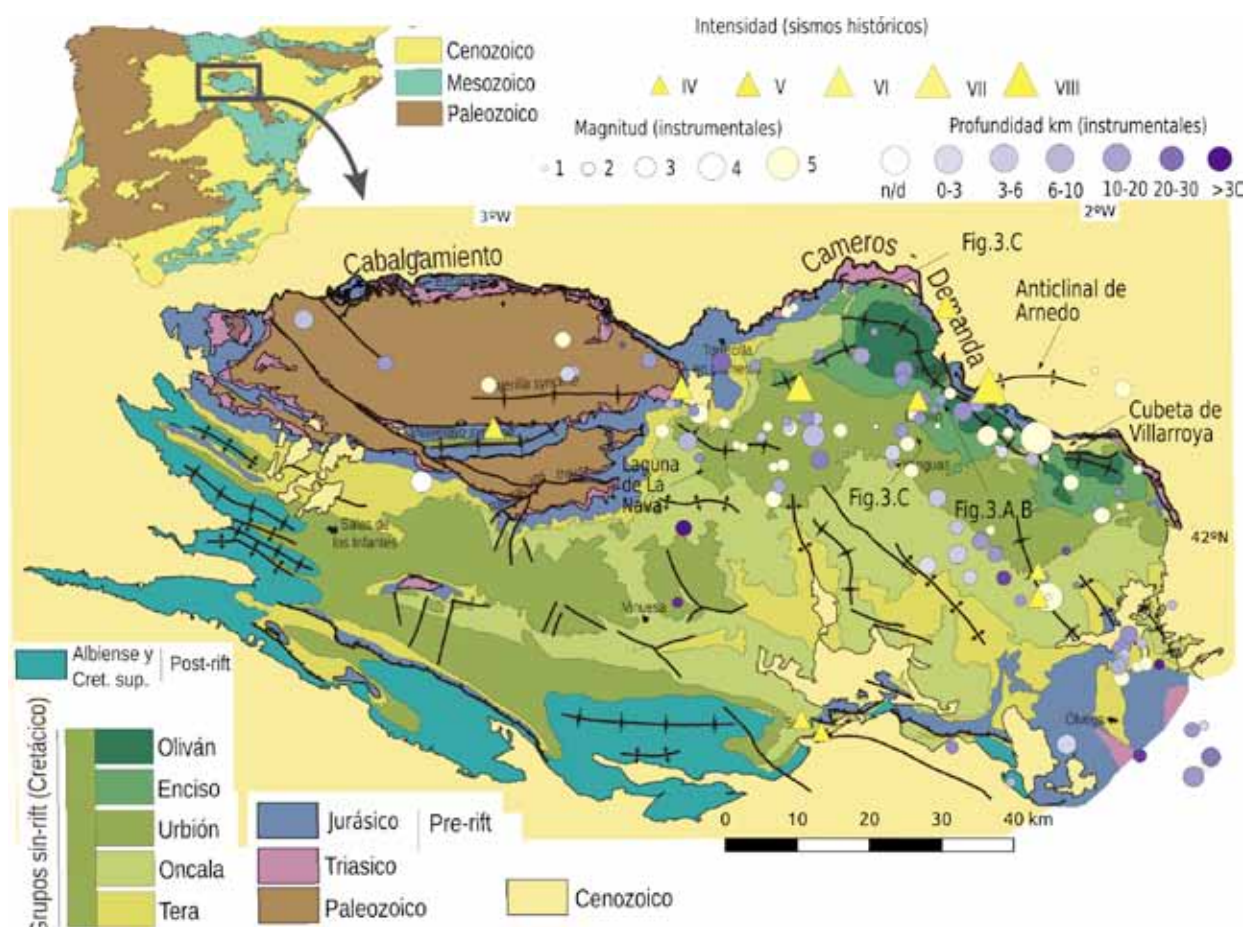 Intensidad (sismos históricos)
IV
V
VI
VII
VIII
Cenozoico
Mesozoico
Paleozoico
Magnitud (instrumentales)
1
2
3
4
5
Profundidad km (instrumentales)
n/d
0-3
3-6
6-10
10-20
20-30
>30
3ºW
2ºW
42ºN
Cabalgamiento
Cameros - Demanda
Fig.3.C
Anticlinal de
Arnedo
Cubeta de
Villarroya
Laguna
de La
Nava
Fig.3.C
Fig.3.A,B
Salas de
los Infantes
Vinuesa
Ólvega
Albiense y
Cret. sup.
Post-rift
Grupos sin-rift (Cretácico)
Oliván
Enciso
Urbión
Oncala
Tera
Jurásico
Pre-rift
Triasico
Paleozoico
Cenozoico
0
10
20
30
40 km